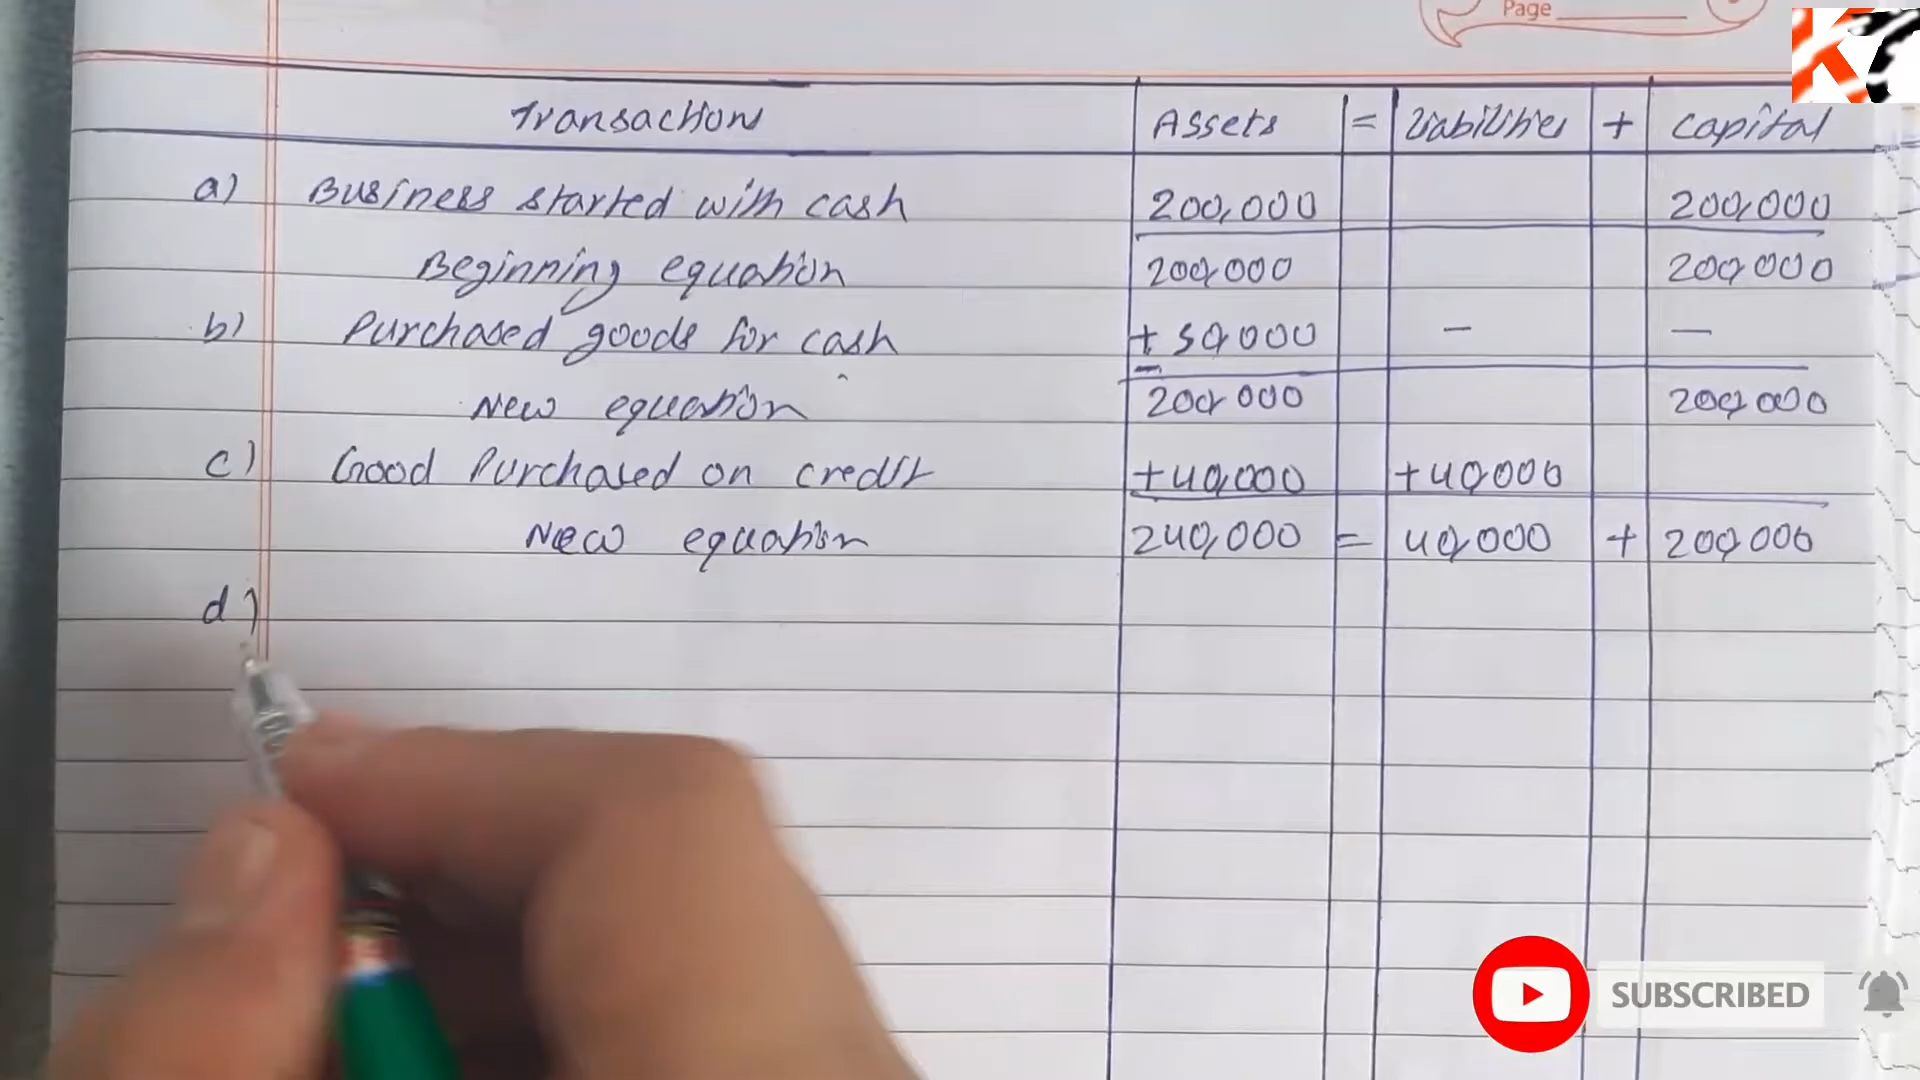 Page
Transaction Assets = Liabilities + Capital
a) Business started with cash 200,000 200,000
Beginning equation 200,000 200,000
b) Purchased goods for cash ± 50,000 – –
New equation 200,000 200,000
c) Good Purchased on credit +40,000 +40,000
New equation 240,000 = 40,000 + 200,000
d)
SUBSCRIBED